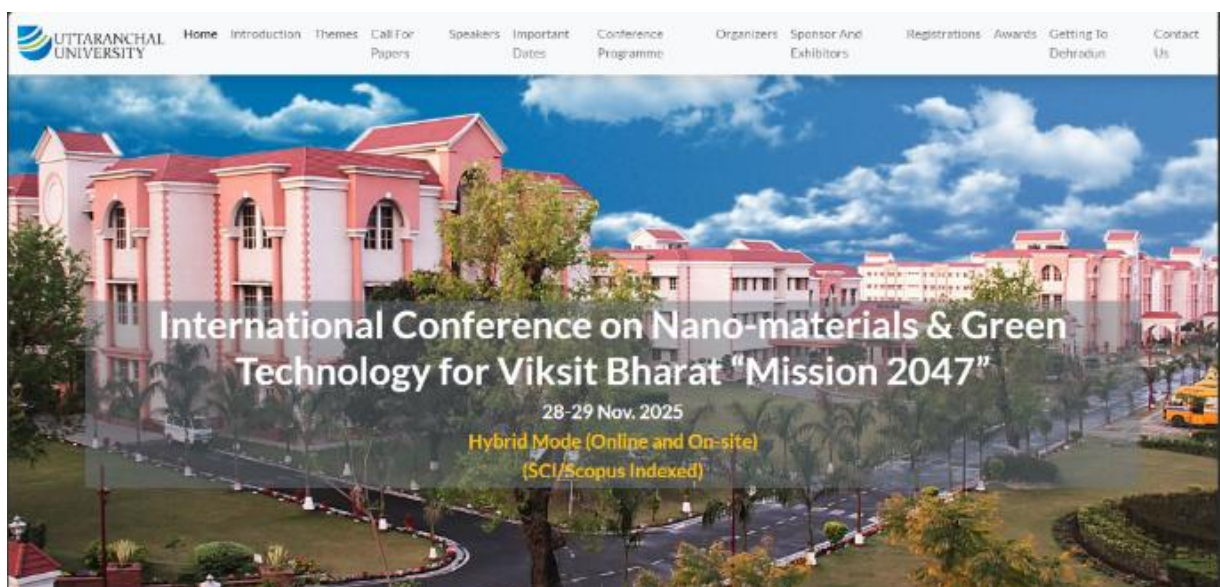 UTTARANCHAL
UNIVERSITY
Home Introduction Themes Call For Papers Speakers Important Dates Conference Programme Organizers Sponsor And Exhibitors Registrations Awards Getting To Dehradun Contact Us
International Conference on Nano-materials & Green
Technology for Viksit Bharat “Mission 2047”
28-29 Nov. 2025
Hybrid Mode (Online and On-site)
(SCI/Scopus Indexed)